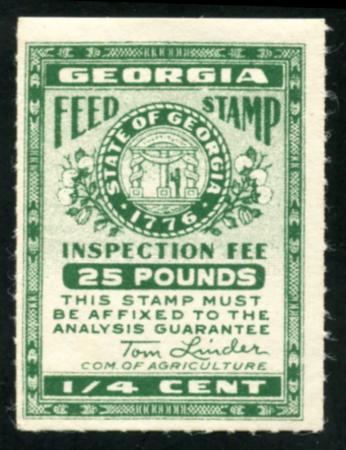 GEORGIA
FEED STAMP
STATE OF GEORGIA
1776
INSPECTION FEE
25 POUNDS
THIS STAMP MUST
BE AFFIXED TO THE
ANALYSIS GUARANTEE
Tom Linder
COM. OF AGRICULTURE
1/4 CENT